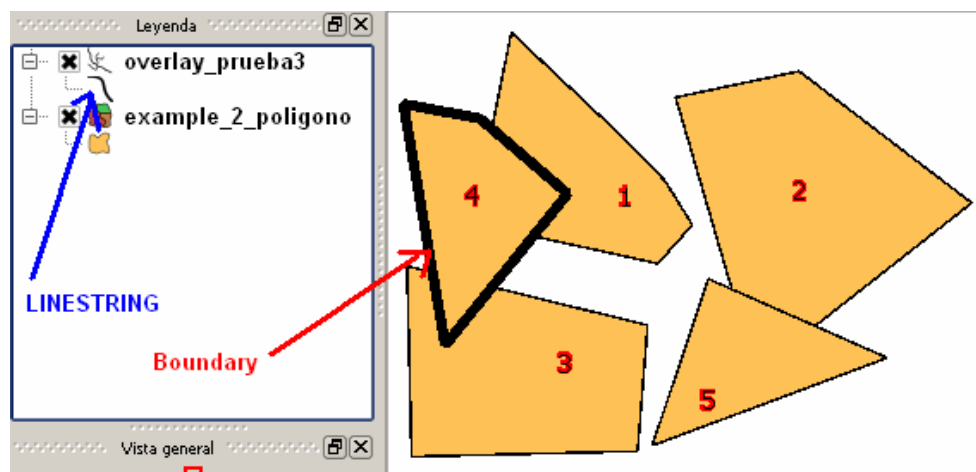 Leyenda
overlay_prueba3
example_2_poligono
LINESTRING
Boundary
Vista general
4
1
2
3
5